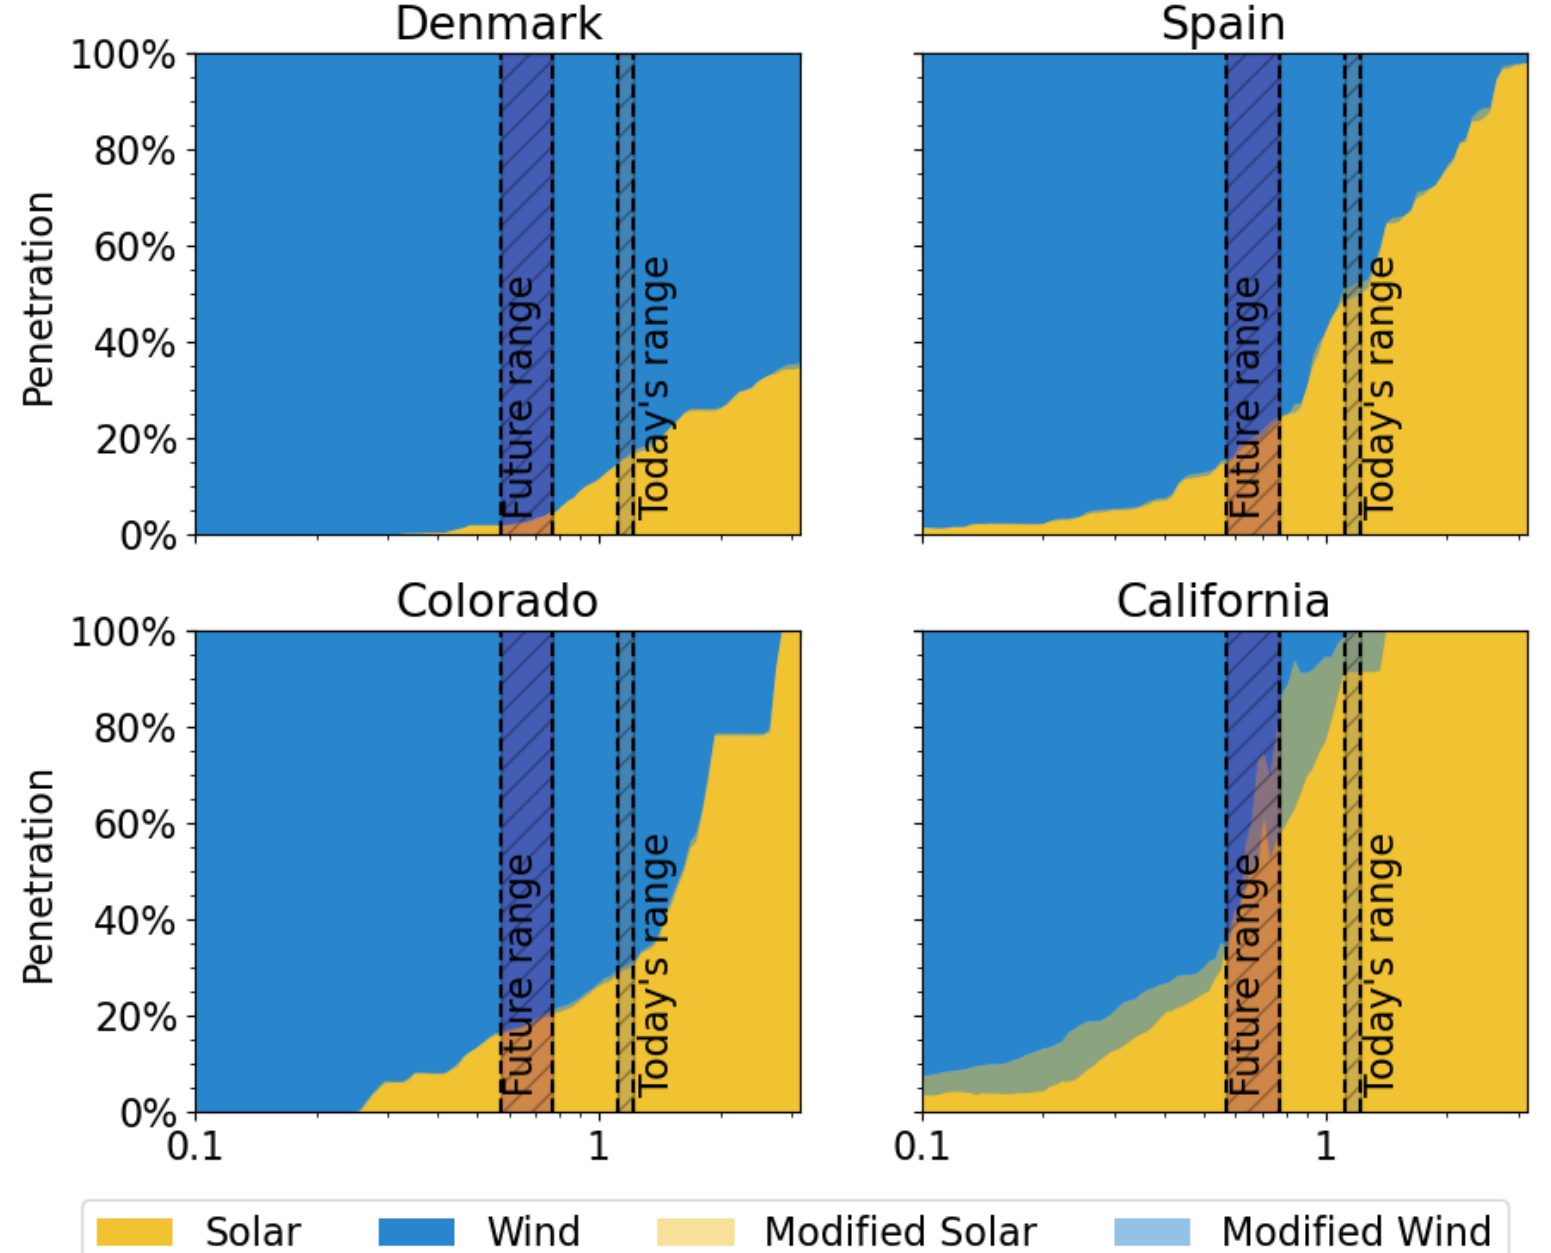 Denmark
Spain
100%
80%
60%
40%
20%
0%
Penetration
Future range
Today's range
Future range
Today's range
Colorado
California
100%
80%
60%
40%
20%
0%
Penetration
Future range
Today's range
Future range
Today's range
0.1
1
0.1
1
Solar
Wind
Modified Solar
Modified Wind